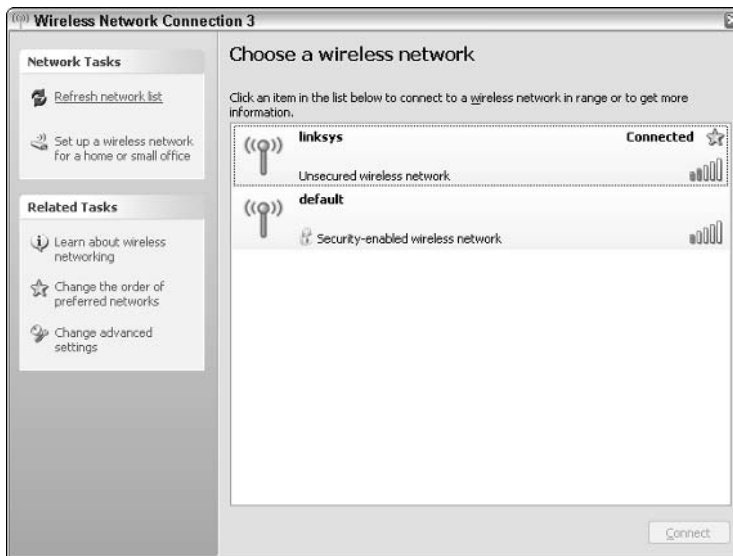 Wireless Network Connection 3
Network Tasks
Refresh network list
Set up a wireless network
for a home or small office
Related Tasks
Learn about wireless
networking
Change the order of
preferred networks
Change advanced
settings
Choose a wireless network
Click an item in the list below to connect to a wireless network in range or to get more
information.
linksys
Connected
Unsecured wireless network
default
Security-enabled wireless network
Connect